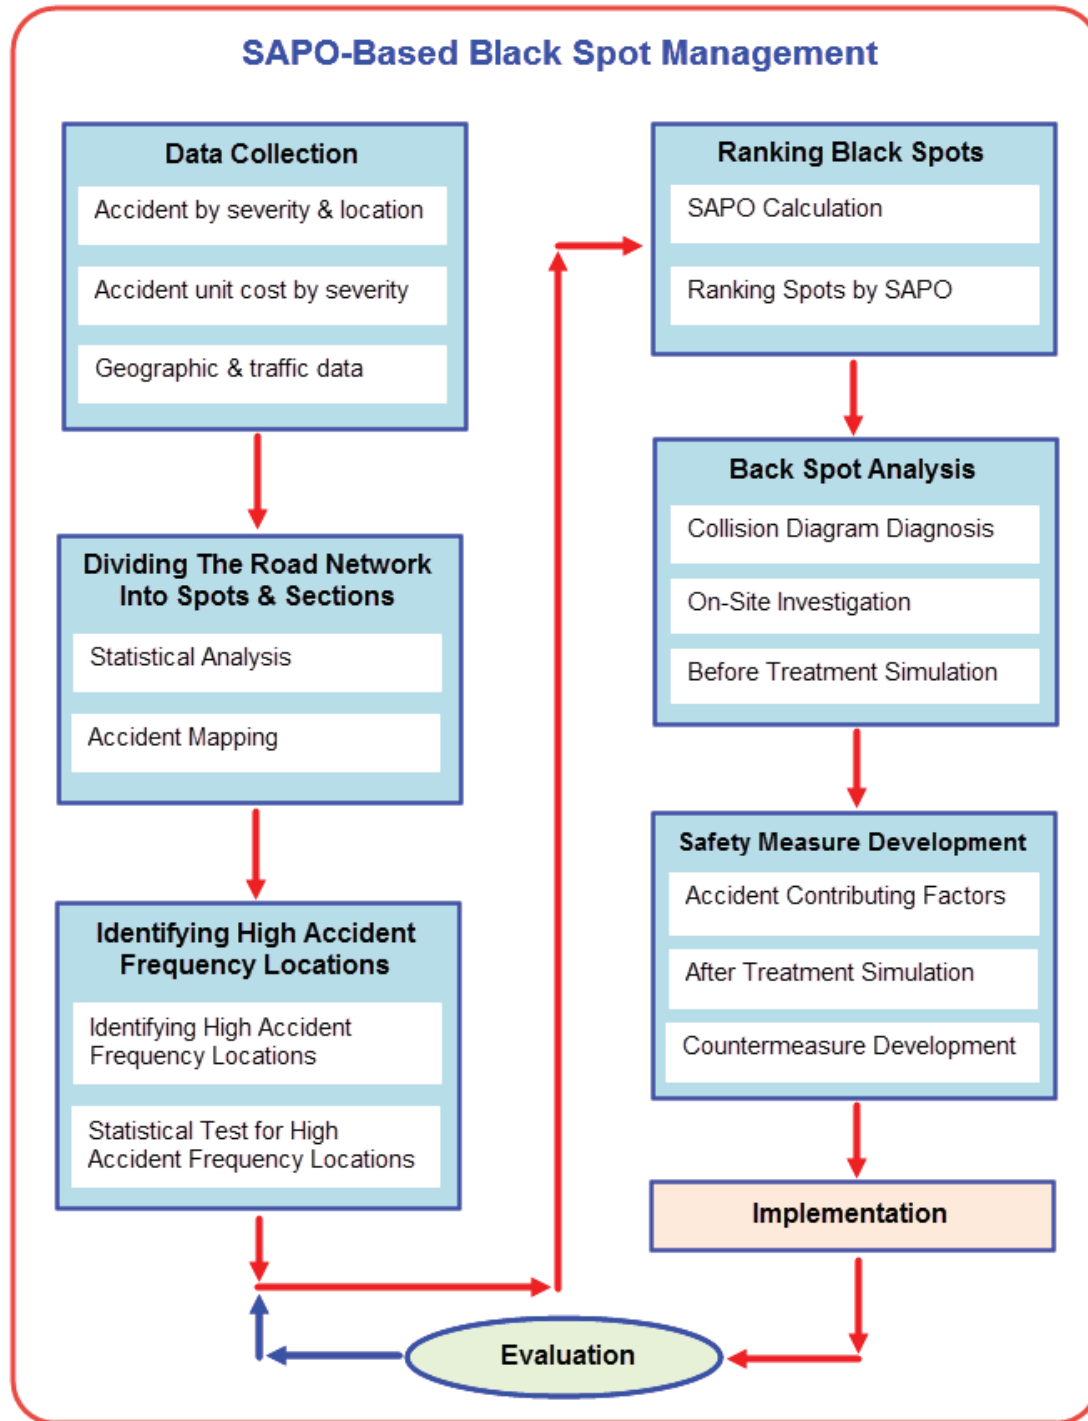 SAPO-Based Black Spot Management
Data Collection
Accident by severity & location
Accident unit cost by severity
Geographic & traffic data
Dividing The Road Network
Into Spots & Sections
Statistical Analysis
Accident Mapping
Identifying High Accident
Frequency Locations
Identifying High Accident
Frequency Locations
Statistical Test for High
Accident Frequency Locations
Ranking Black Spots
SAPO Calculation
Ranking Spots by SAPO
Back Spot Analysis
Collision Diagram Diagnosis
On-Site Investigation
Before Treatment Simulation
Safety Measure Development
Accident Contributing Factors
After Treatment Simulation
Countermeasure Development
Implementation
Evaluation